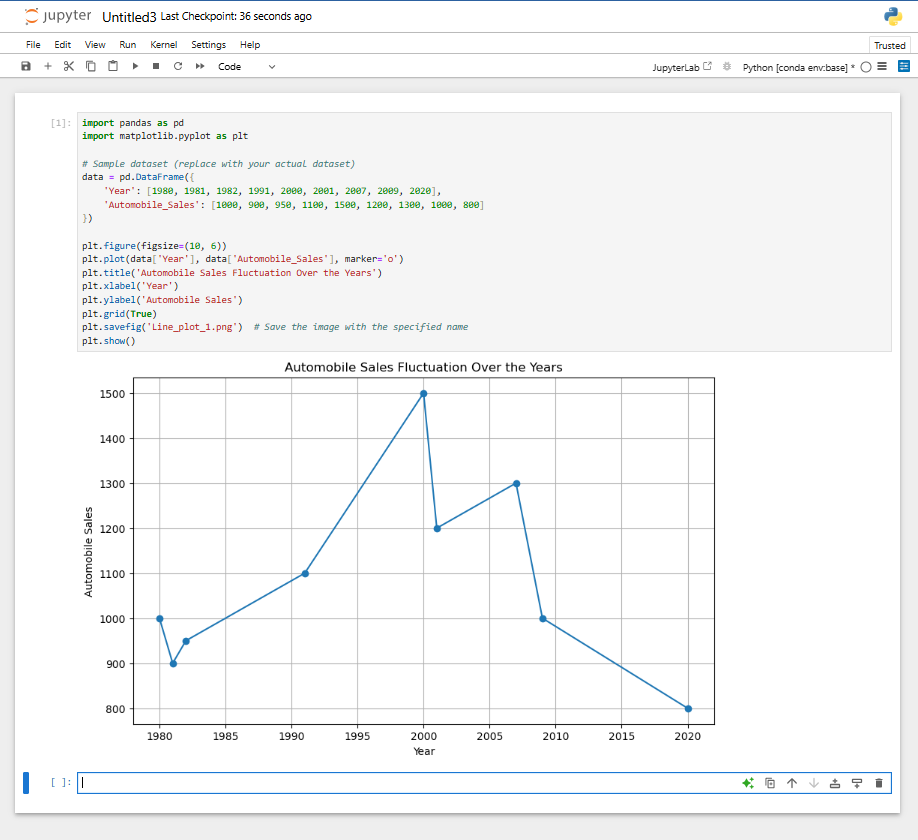 jupyter Untitled3 Last Checkpoint: 36 seconds ago
File Edit View Run Kernel Settings Help
Trusted
Code
JupyterLab
Python [conda env:base] *
[1]:
import pandas as pd
import matplotlib.pyplot as plt
# Sample dataset (replace with your actual dataset)
data = pd.DataFrame({
    'Year': [1980, 1981, 1982, 1991, 2000, 2001, 2007, 2009, 2020],
    'Automobile_Sales': [1000, 900, 950, 1100, 1500, 1200, 1300, 1000, 800]
})
plt.figure(figsize=(10, 6))
plt.plot(data['Year'], data['Automobile_Sales'], marker='o')
plt.title('Automobile Sales Fluctuation Over the Years')
plt.xlabel('Year')
plt.ylabel('Automobile Sales')
plt.grid(True)
plt.savefig('Line_plot_1.png')  # Save the image with the specified name
plt.show()
Automobile Sales Fluctuation Over the Years
1500
1400
1300
1200
1100
1000
900
800
Automobile Sales
1980 1985 1990 1995 2000 2005 2010 2015 2020
Year
[ ]: